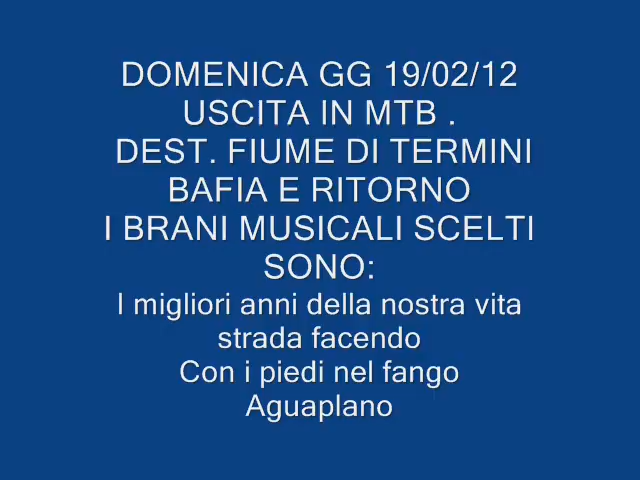 DOMENICA GG 19/02/12
USCITA IN MTB .
DEST. FIUME DI TERMINI
BAFIA E RITORNO
I BRANI MUSICALI SCELTI
SONO:
I migliori anni della nostra vita
strada facendo
Con i piedi nel fango
Aguaplano